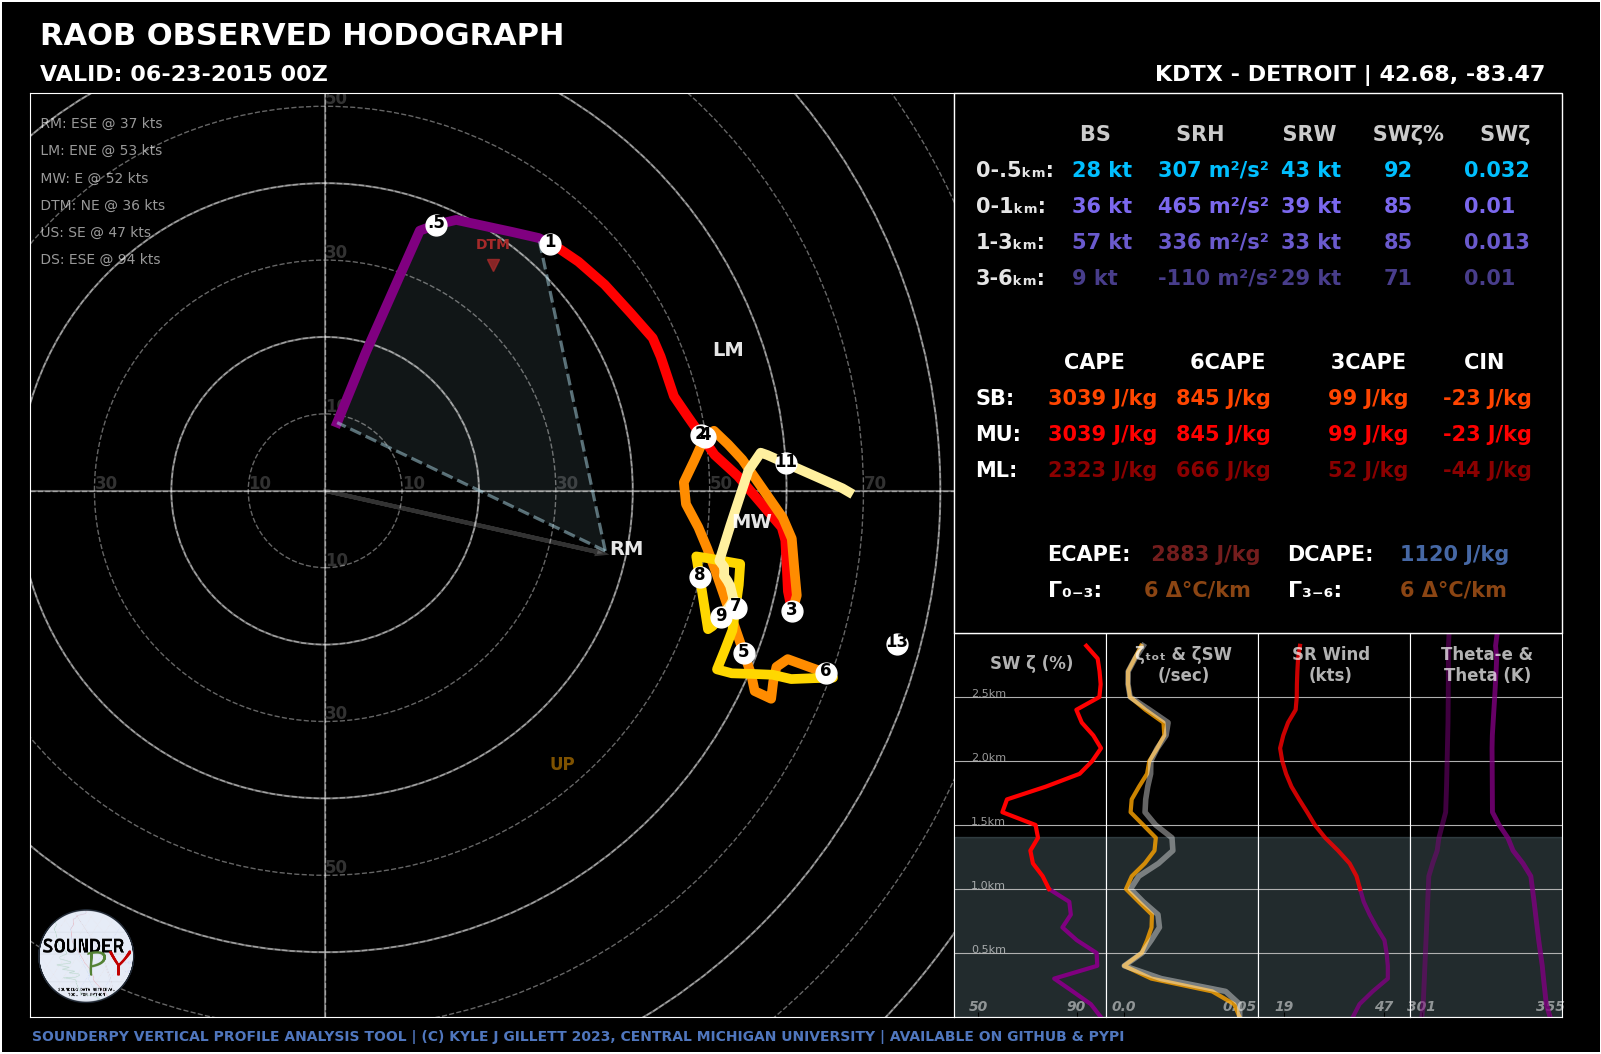 RAOB OBSERVED HODOGRAPH
VALID: 06-23-2015 00Z
KDTX - DETROIT | 42.68, -83.47
RM: ESE @ 37 kts
LM: ENE @ 53 kts
MW: E @ 52 kts
DTM: NE @ 36 kts
US: SE @ 47 kts
DS: ESE @ 94 kts
50
30
10
30
10
10
30
50
70
10
30
50
.5
1
DTM
LM
2
4
11
MW
RM
8
7
9
3
5
6
13
UP
BS SRH SRW SWζ% SWζ
0-.5ₖₘ: 28 kt 307 m²/s² 43 kt 92 0.032
0-1ₖₘ: 36 kt 465 m²/s² 39 kt 85 0.01
1-3ₖₘ: 57 kt 336 m²/s² 33 kt 85 0.013
3-6ₖₘ: 9 kt -110 m²/s² 29 kt 71 0.01
CAPE 6CAPE 3CAPE CIN
SB: 3039 J/kg 845 J/kg 99 J/kg -23 J/kg
MU: 3039 J/kg 845 J/kg 99 J/kg -23 J/kg
ML: 2323 J/kg 666 J/kg 52 J/kg -44 J/kg
ECAPE: 2883 J/kg DCAPE: 1120 J/kg
Γ₀₋₃: 6 Δ°C/km Γ₃₋₆: 6 Δ°C/km
SW ζ (%)
ζₜₒₜ & ζSW
(/sec)
SR Wind
(kts)
Theta-e &
Theta (K)
2.5km
2.0km
1.5km
1.0km
0.5km
50 90 0.0 0.05 19 47 301 355
SOUNDER
PY
SOUNDING DATA RETRIEVAL
TOOL FOR PYTHON
SOUNDERPY VERTICAL PROFILE ANALYSIS TOOL | (C) KYLE J GILLETT 2023, CENTRAL MICHIGAN UNIVERSITY | AVAILABLE ON GITHUB & PYPI